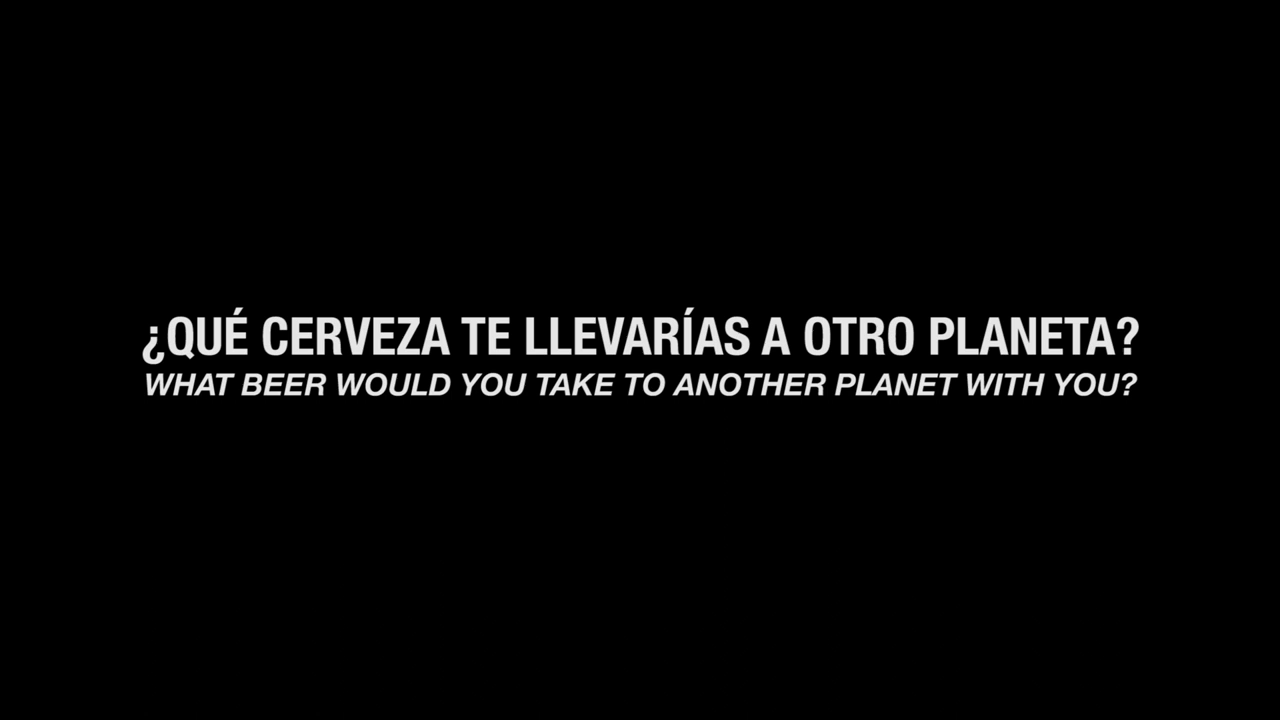 ¿QUÉ CERVEZA TE LLEVARÍAS A OTRO PLANETA?
WHAT BEER WOULD YOU TAKE TO ANOTHER PLANET WITH YOU?